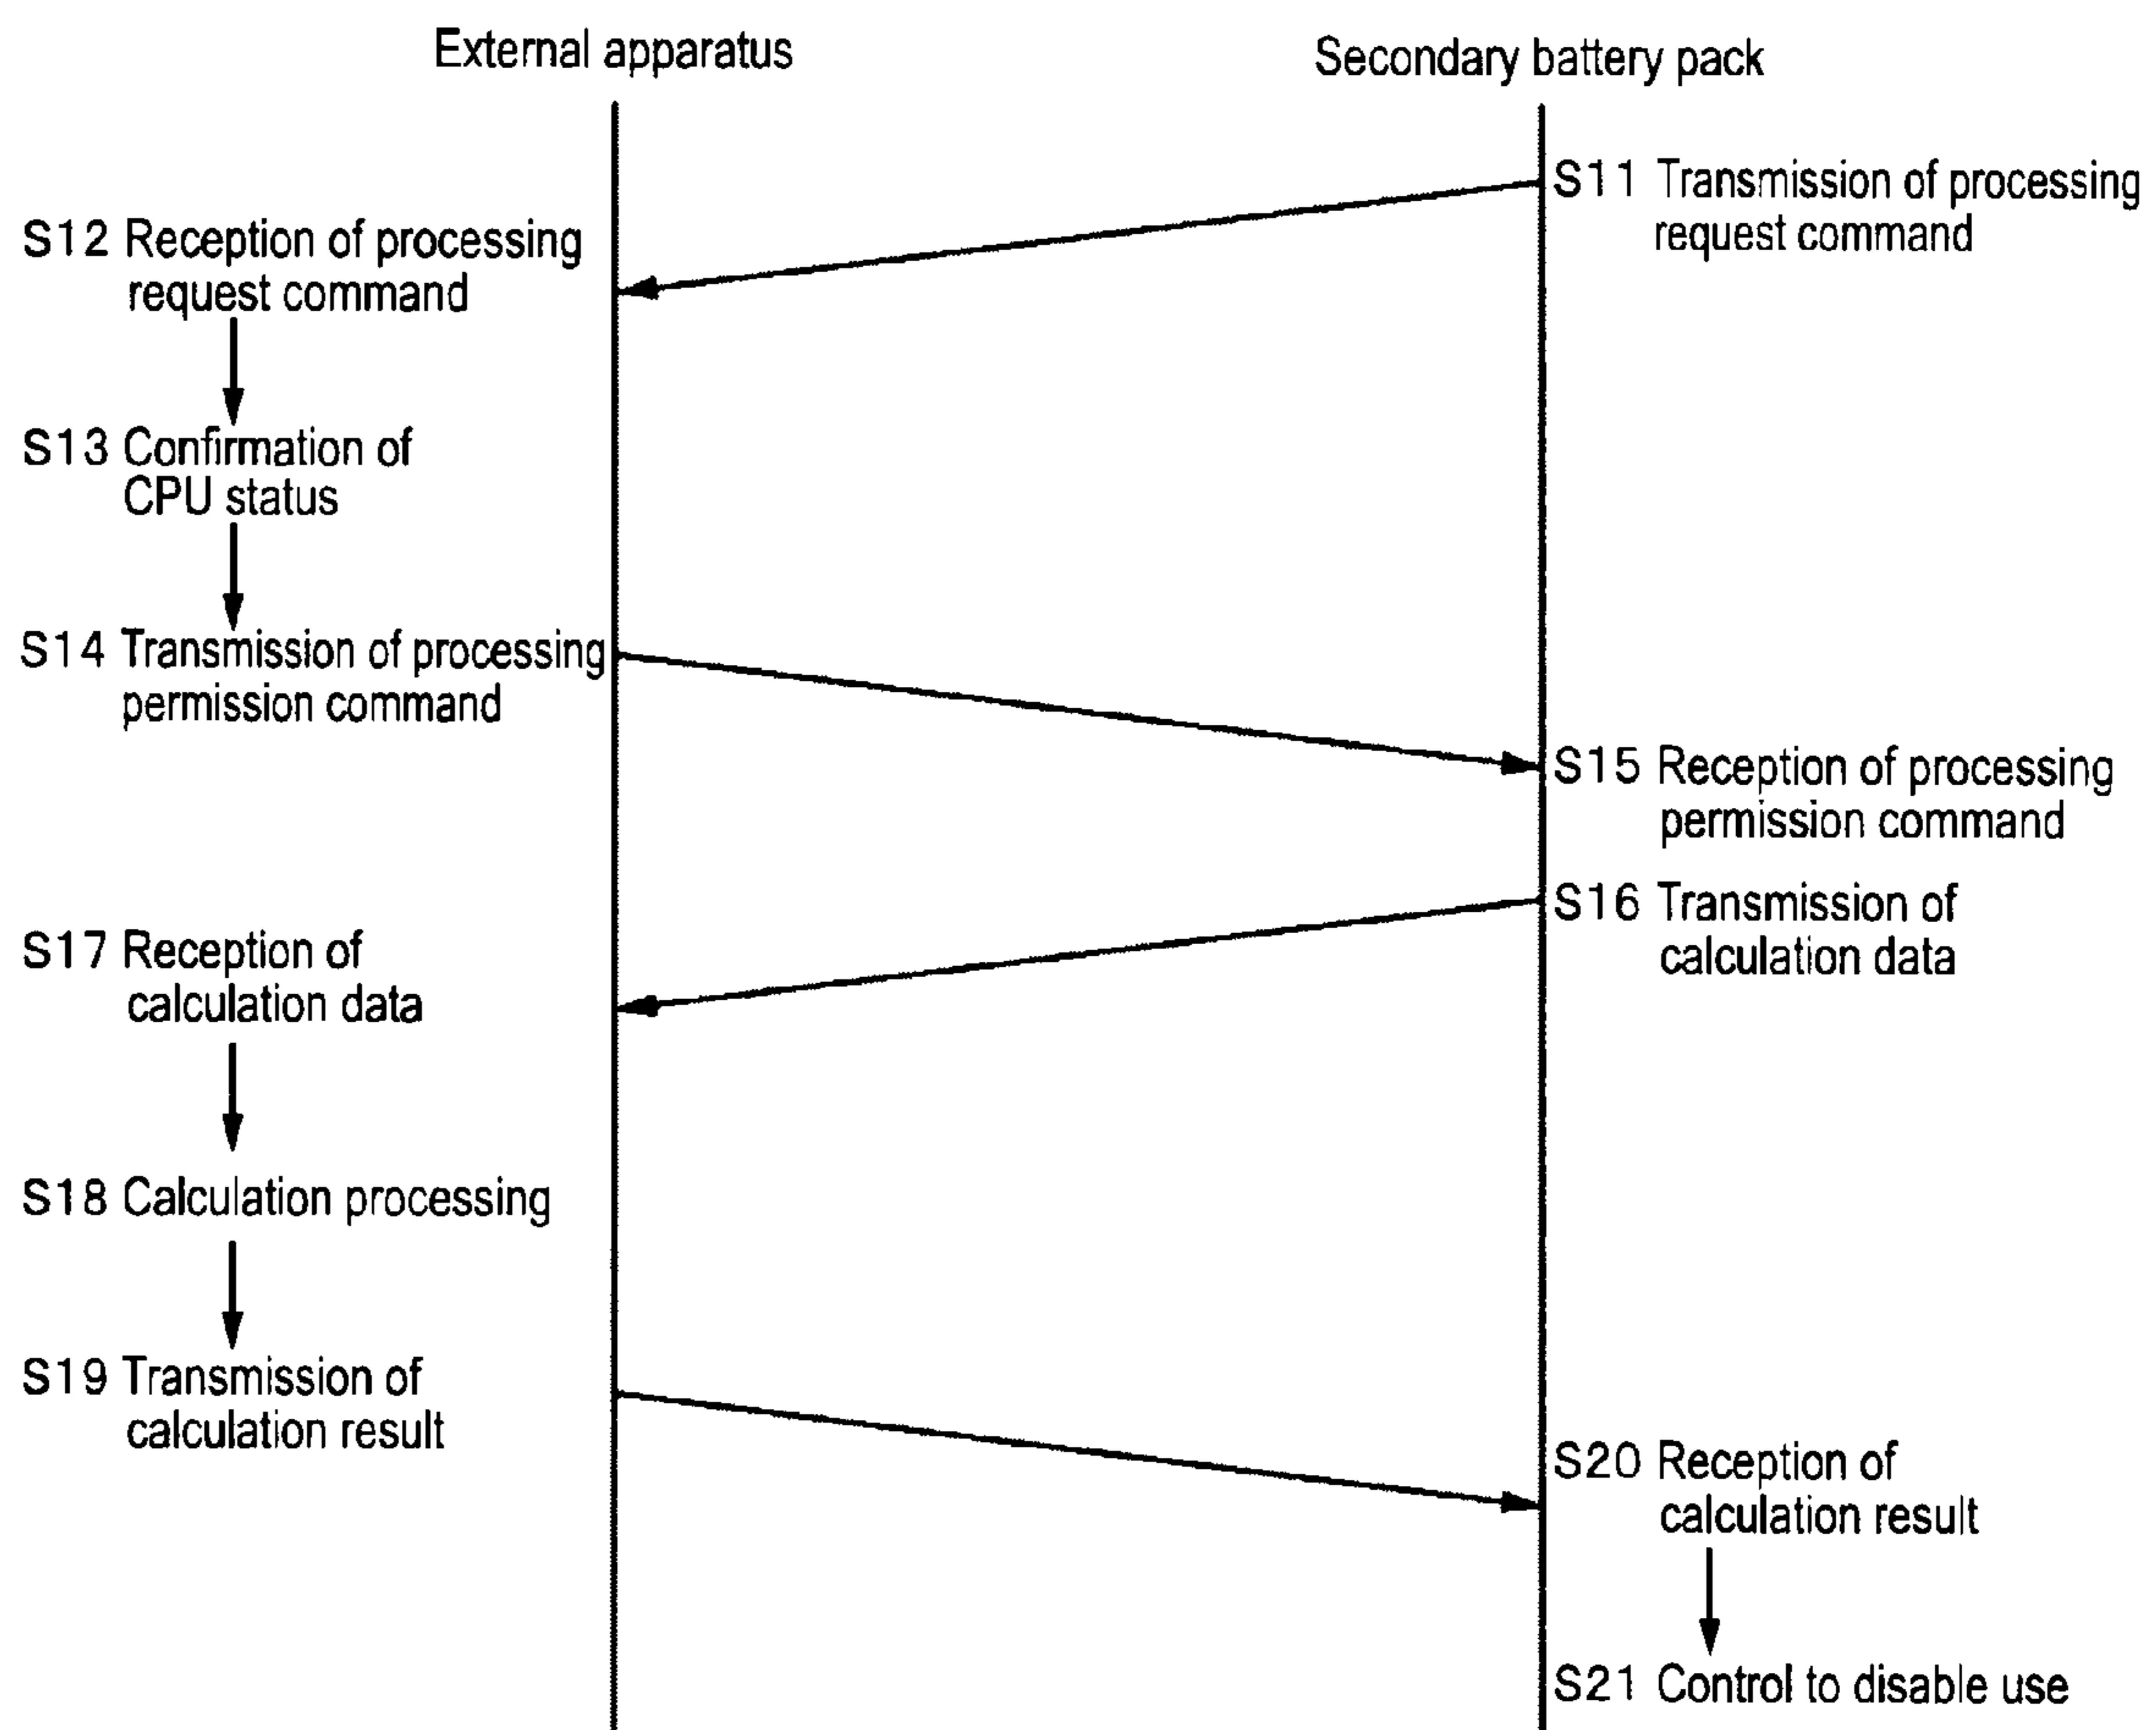 External apparatus
Secondary battery pack
S11 Transmission of processing
request command
S12 Reception of processing
request command
S13 Confirmation of
CPU status
S14 Transmission of processing
permission command
S15 Reception of processing
permission command
S16 Transmission of
calculation data
S17 Reception of
calculation data
S18 Calculation processing
S19 Transmission of
calculation result
S20 Reception of
calculation result
S21 Control to disable use